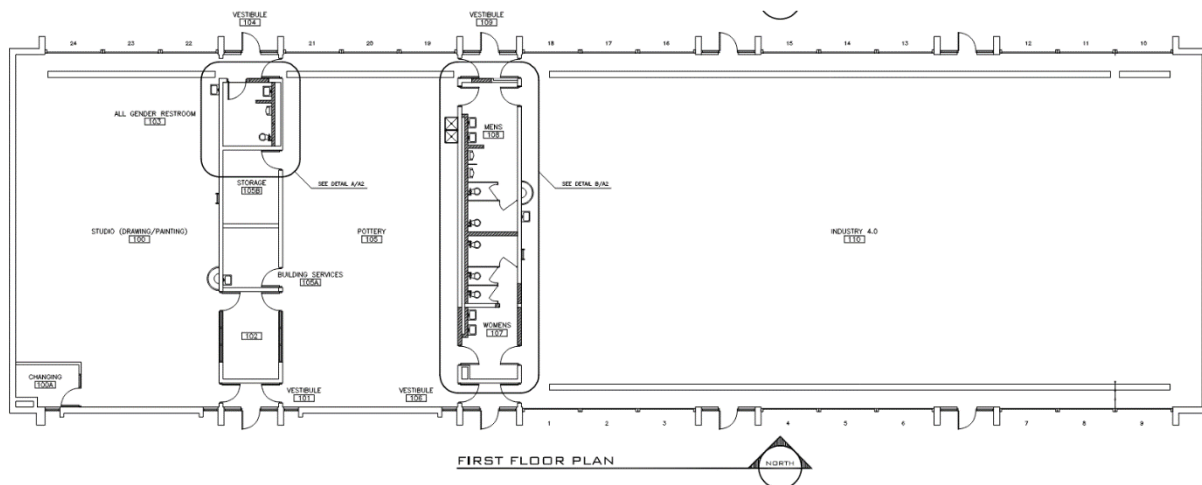 VESTIBULE
104
VESTIBULE
109
24 23 22 21 20 19 18 17 16 15 14 13 12 11 10
ALL GENDER RESTROOM
103
MENS
108
STORAGE
105B
SEE DETAIL A/A2
SEE DETAIL B/A2
STUDIO (DRAWING/PAINTING)
100
POTTERY
105
INDUSTRY 4.0
110
BUILDING SERVICES
105A
102
WOMENS
107
CHANGING
100A
VESTIBULE
101
VESTIBULE
106
1 2 3 4 5 6 7 8 9
FIRST FLOOR PLAN
NORTH